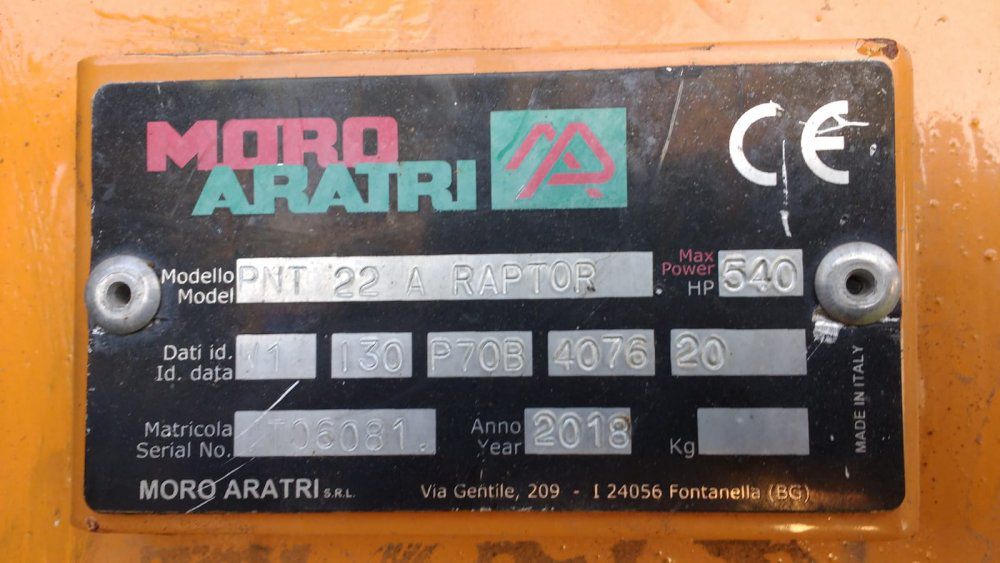 MORO
ARATRI
CE
Modello
Model
PNT 22 A RAPTOR
Max
Power
HP
540
Dati id.
Id. data
130 P70B 4076 20
Matricola
Serial No.
Anno
Year
2018
Kg
MADE IN ITALY
MORO ARATRI S.R.L.
Via Gentile, 209 - I 24056 Fontanella (BG)